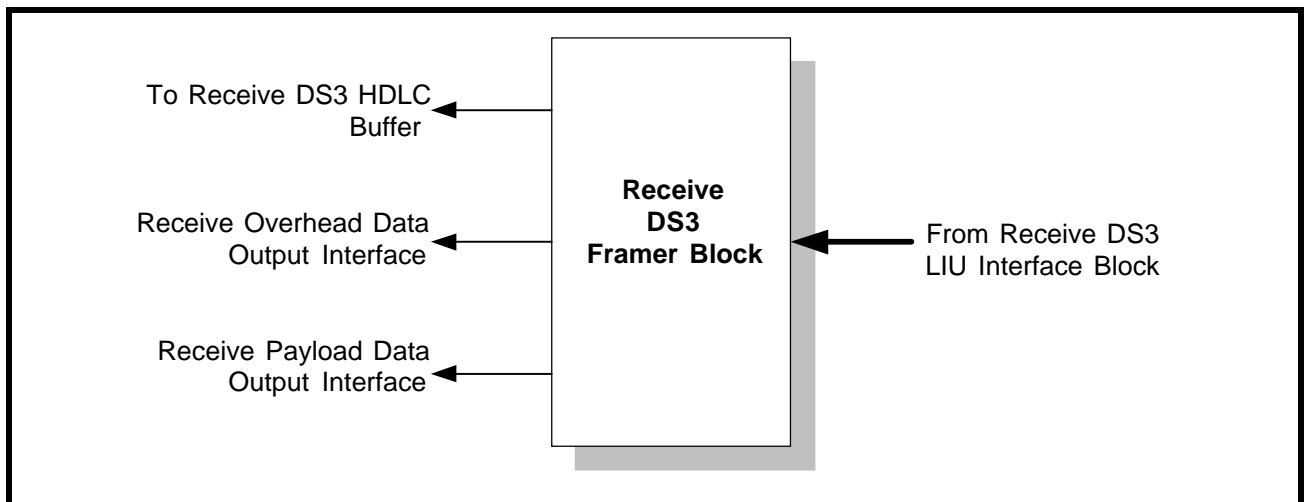 To Receive DS3 HDLC
Buffer
Receive Overhead Data
Output Interface
Receive Payload Data
Output Interface
Receive
DS3
Framer Block
From Receive DS3
LIU Interface Block